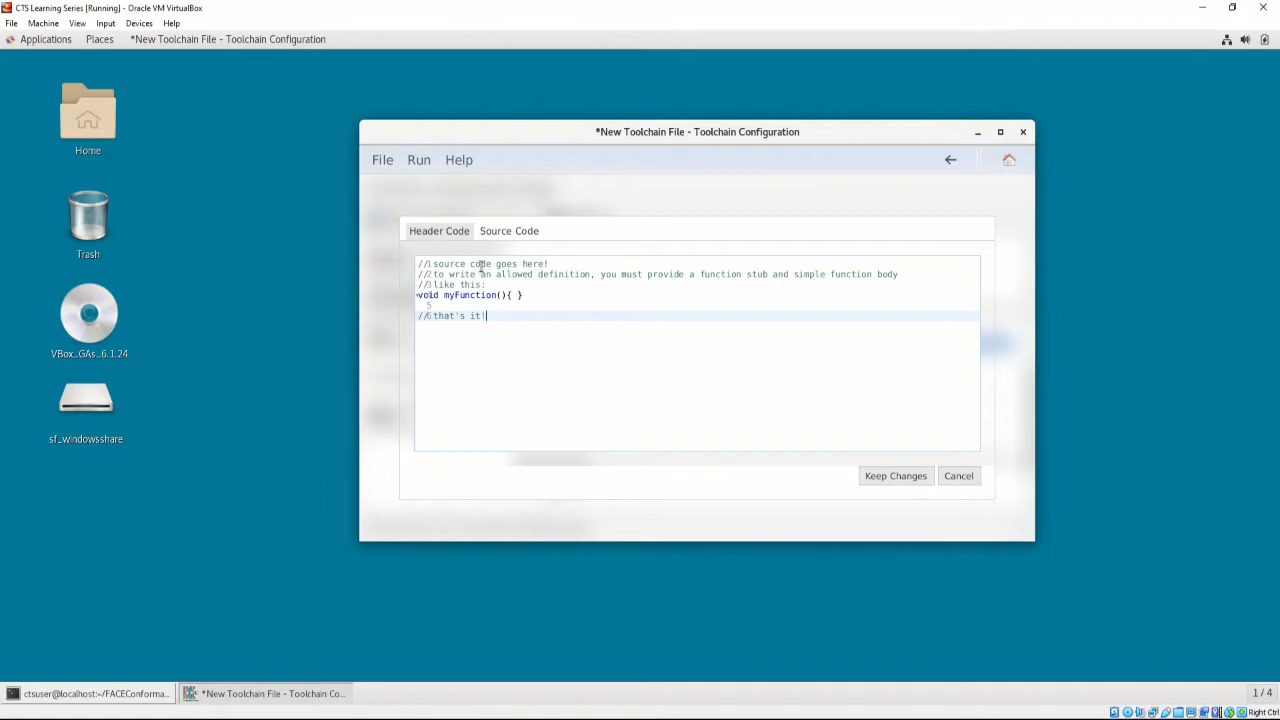 CTS Learning Series [Running] - Oracle VM VirtualBox
File Machine View Input Devices Help
Applications Places *New Toolchain File - Toolchain Configuration
Home
Trash
VBox_GAs_6.1.24
sf_windowsshare
*New Toolchain File - Toolchain Configuration
File Run Help
Header Code Source Code
//source code goes here!
//to write an allowed definition, you must provide a function stub and simple function body
//like this:
void myFunction(){ }
5
//that's it!
Keep Changes Cancel
ctsuser@localhost:~/FACEConforma... *New Toolchain File - Toolchain Co... 1 / 4
Right Ctrl